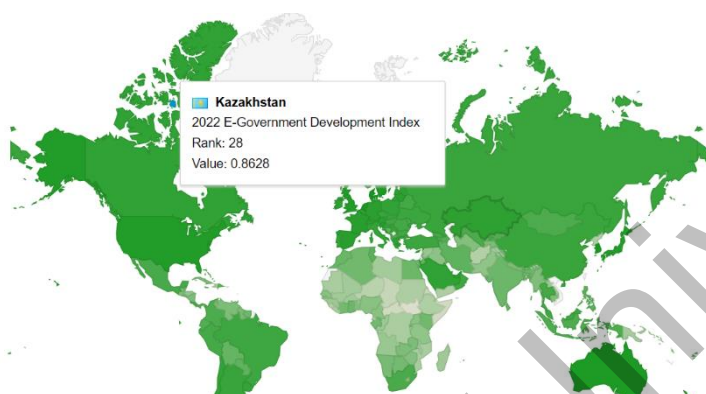 Kazakhstan
2022 E-Government Development Index
Rank: 28
Value: 0.8628